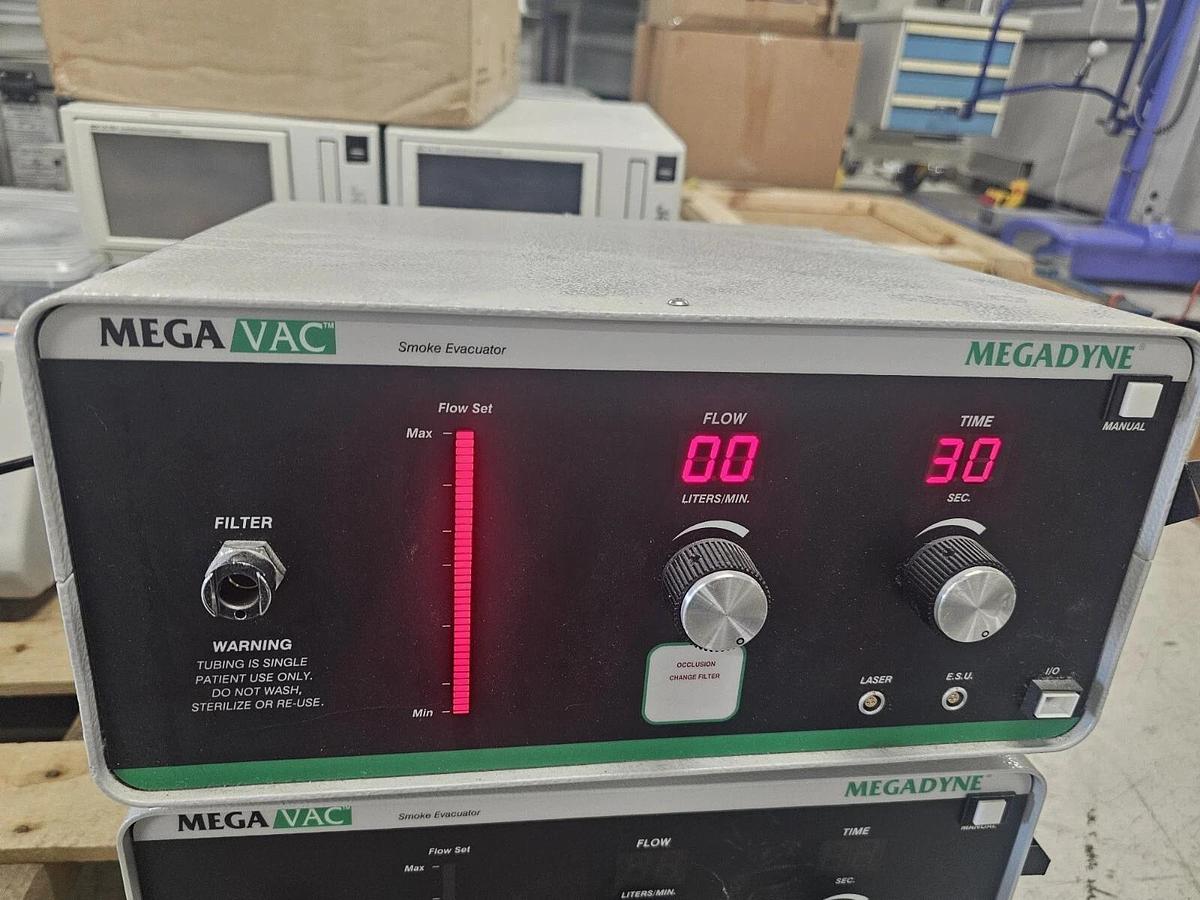 MEGA VAC™
Smoke Evacuator
MEGADYNE®
MANUAL
Flow Set
Max
Min
FLOW
00
LITERS/MIN.
TIME
30
SEC.
FILTER
WARNING
TUBING IS SINGLE
PATIENT USE ONLY.
DO NOT WASH,
STERILIZE OR RE-USE.
OCCLUSION
CHANGE FILTER
LASER
E.S.U.
I/O
MEGA VAC™
Smoke Evacuator
MEGADYNE
MANUAL
Flow Set
Max
FLOW
LITERS/MIN.
TIME
SEC.